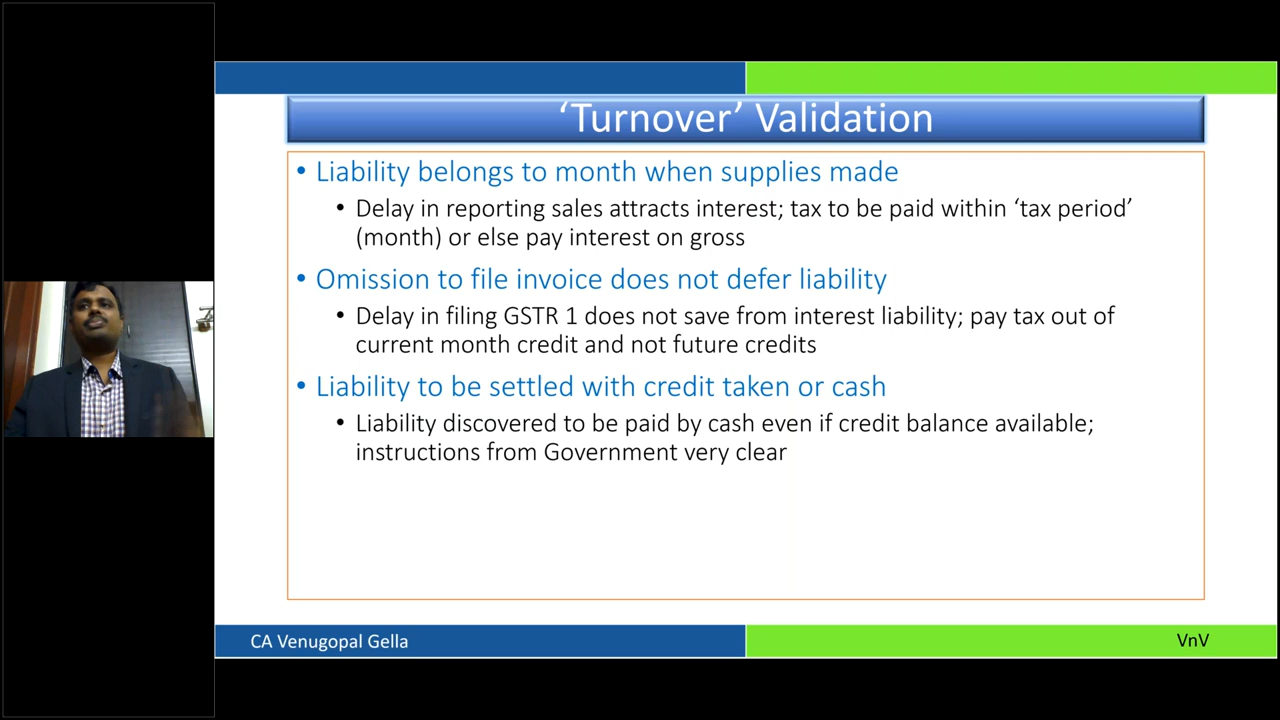 ‘Turnover’ Validation
• Liability belongs to month when supplies made
• Delay in reporting sales attracts interest; tax to be paid within ‘tax period’
(month) or else pay interest on gross
• Omission to file invoice does not defer liability
• Delay in filing GSTR 1 does not save from interest liability; pay tax out of
current month credit and not future credits
• Liability to be settled with credit taken or cash
• Liability discovered to be paid by cash even if credit balance available;
instructions from Government very clear
CA Venugopal Gella
VnV